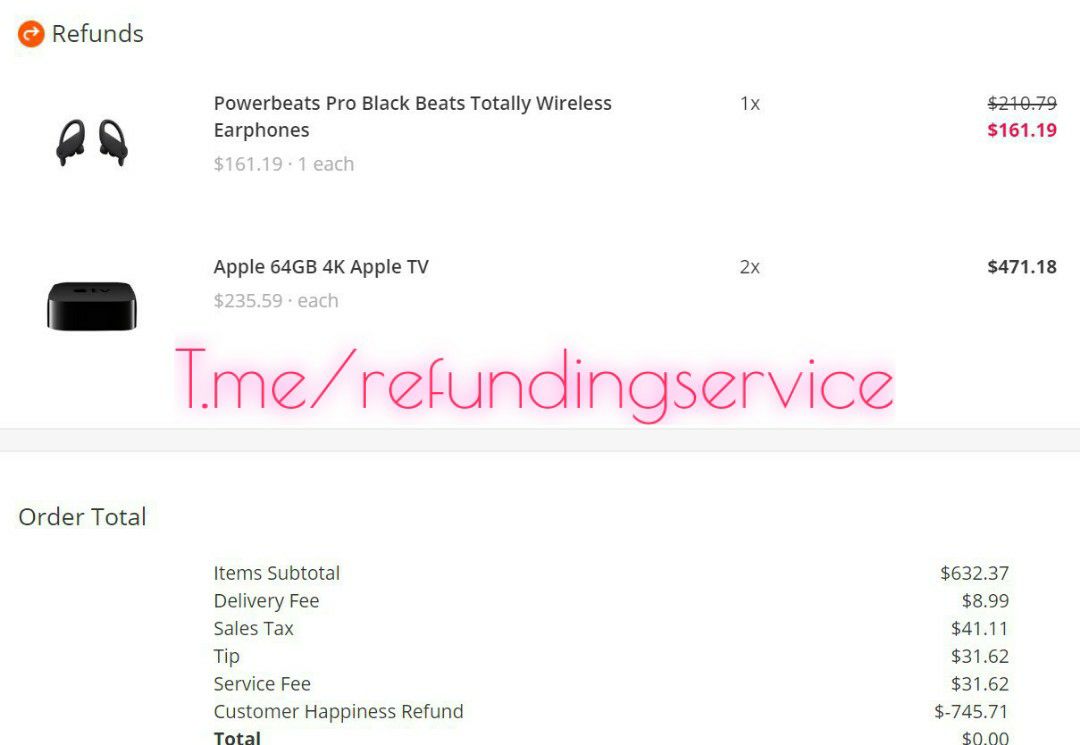 Refunds
Powerbeats Pro Black Beats Totally Wireless 1x $210.79
Earphones $161.19
$161.19 · 1 each
Apple 64GB 4K Apple TV 2x $471.18
$235.59 · each
tv
T.me/refundingservice
Order Total
Items Subtotal $632.37
Delivery Fee $8.99
Sales Tax $41.11
Tip $31.62
Service Fee $31.62
Customer Happiness Refund $-745.71
Total $0.00